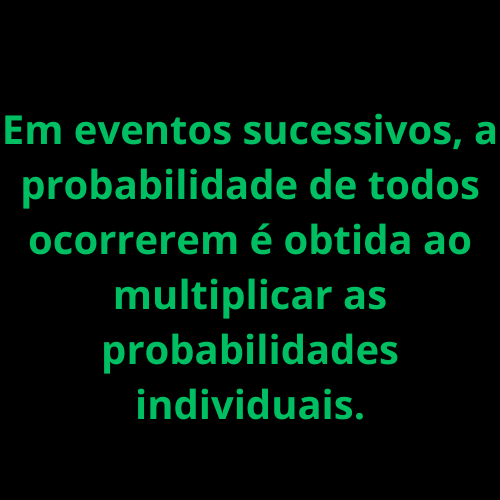 Em eventos sucessivos, a
probabilidade de todos
ocorrerem é obtida ao
multiplicar as
probabilidades
individuais.